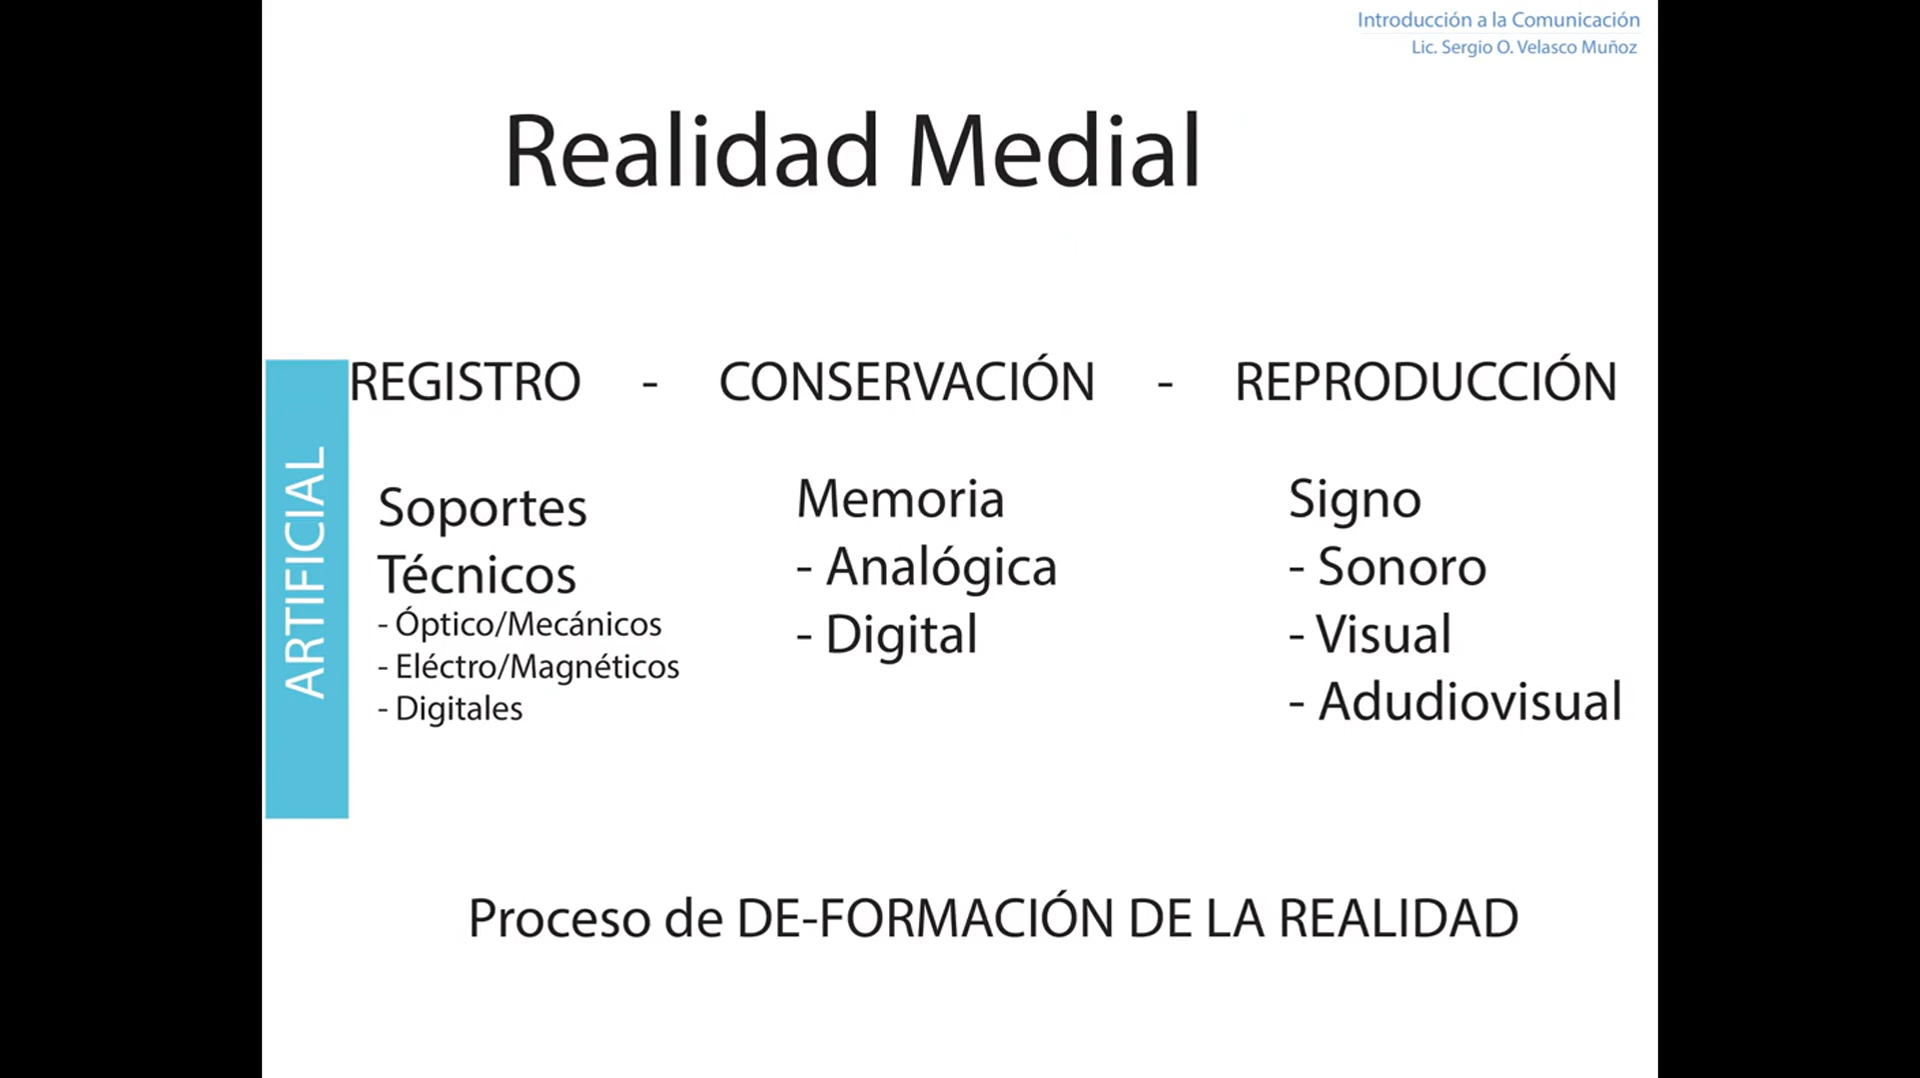 Introducción a la Comunicación
Lic. Sergio O. Velasco Muñoz
Realidad Medial
REGISTRO - CONSERVACIÓN - REPRODUCCIÓN
ARTIFICIAL
Soportes
Técnicos
- Óptico/Mecánicos
- Eléctro/Magnéticos
- Digitales
Memoria
- Analógica
- Digital
Signo
- Sonoro
- Visual
- Adudiovisual
Proceso de DE-FORMACIÓN DE LA REALIDAD